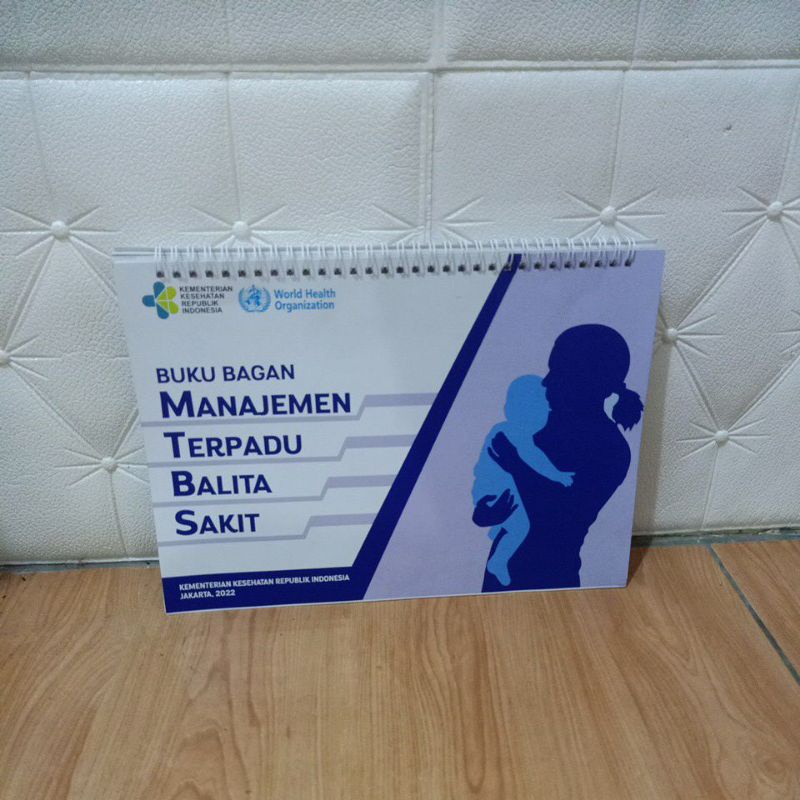 KEMENTERIAN
KESEHATAN
REPUBLIK
INDONESIA
World Health
Organization
BUKU BAGAN
MANAJEMEN
TERPADU
BALITA
SAKIT
KEMENTERIAN KESEHATAN REPUBLIK INDONESIA
JAKARTA, 2022